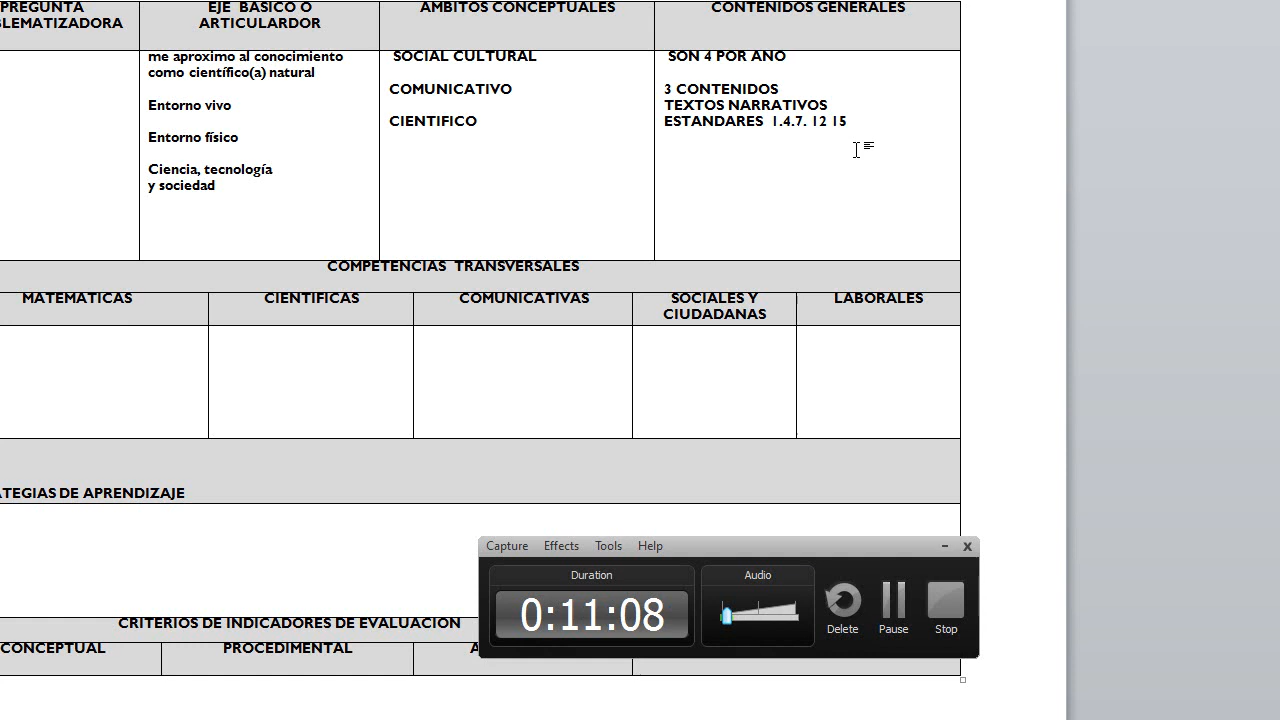 PREGUNTA
BLEMATIZADORA
EJE BASICO O
ARTICULARDOR
AMBITOS CONCEPTUALES
CONTENIDOS GENERALES
me aproximo al conocimiento
como científico(a) natural
Entorno vivo
Entorno físico
Ciencia, tecnología
y sociedad
SOCIAL CULTURAL
COMUNICATIVO
CIENTIFICO
SON 4 POR AÑO
3 CONTENIDOS
TEXTOS NARRATIVOS
ESTANDARES 1.4.7. 12 15
COMPETENCIAS TRANSVERSALES
MATEMATICAS
CIENTIFICAS
COMUNICATIVAS
SOCIALES Y
CIUDADANAS
LABORALES
ATEGIAS DE APRENDIZAJE
Capture Effects Tools Help
Duration
Audio
0:11:08
Delete Pause Stop
CRITERIOS DE INDICADORES DE EVALUACION
CONCEPTUAL
PROCEDIMENTAL